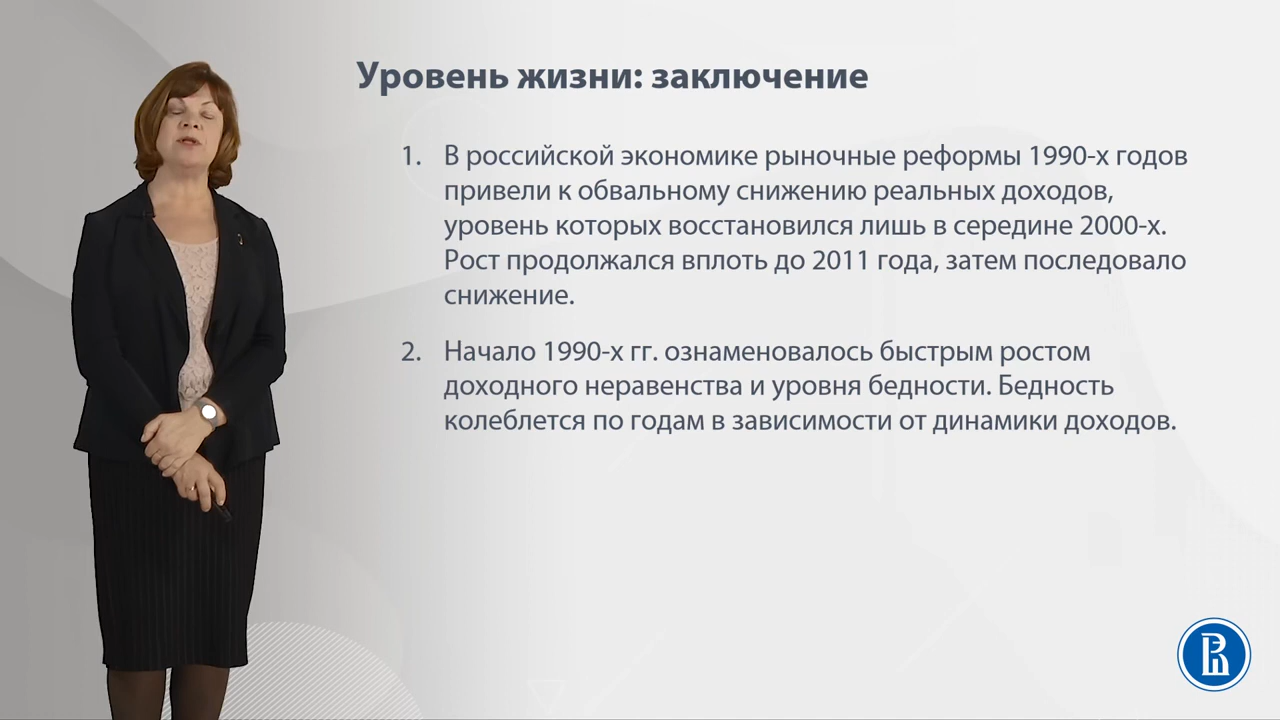 Уровень жизни: заключение
1. В российской экономике рыночные реформы 1990-х годов
привели к обвальному снижению реальных доходов,
уровень которых восстановился лишь в середине 2000-х.
Рост продолжался вплоть до 2011 года, затем последовало
снижение.
2. Начало 1990-х гг. ознаменовалось быстрым ростом
доходного неравенства и уровня бедности. Бедность
колеблется по годам в зависимости от динамики доходов.